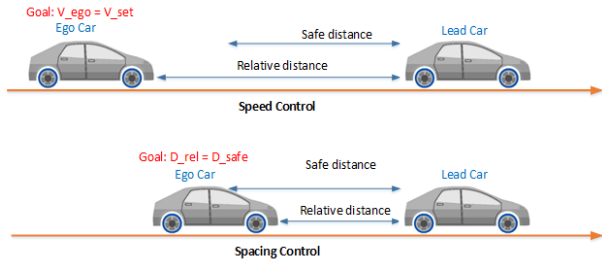 Goal: V_ego = V_set
Ego Car
Safe distance
Lead Car
Relative distance
Speed Control
Goal: D_rel = D_safe
Ego Car
Safe distance
Lead Car
Relative distance
Spacing Control